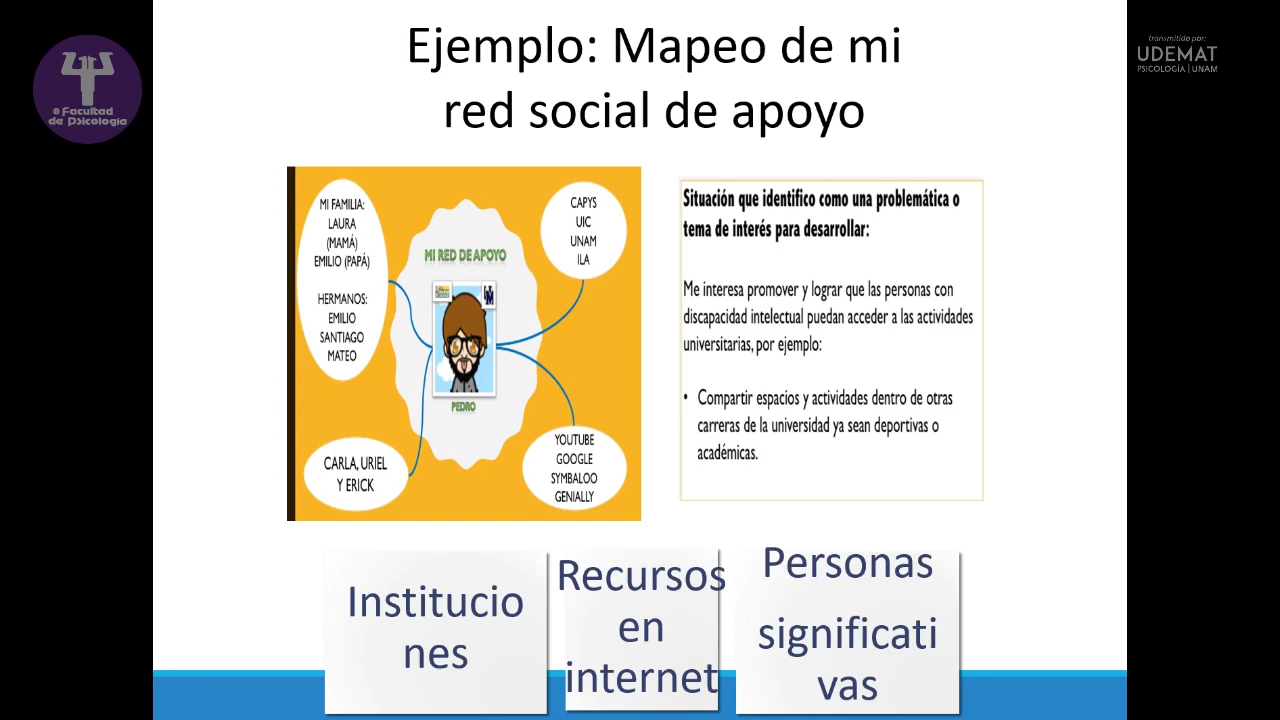 Ejemplo: Mapeo de mi
red social de apoyo
© Facultad
de Psicología
transmitido por:
UDEMAT
PSICOLOGÍA | UNAM
MI FAMILIA:
LAURA
(MAMÁ)
EMILIO (PAPÁ)
HERMANOS:
EMILIO
SANTIAGO
MATEO
MI RED DE APOYO
PEDRO
CAPYS
UIC
UNAM
ILA
CARLA, URIEL
Y ERICK
YOUTUBE
GOOGLE
SYMBALOO
GENIALLY
Situación que identifico como una problemática o
tema de interés para desarrollar:
Me interesa promover y lograr que las personas con
discapacidad intelectual puedan acceder a las actividades
universitarias, por ejemplo:
• Compartir espacios y actividades dentro de otras
carreras de la universidad ya sean deportivas o
académicas.
Institucio
nes
Recursos
en
internet
Personas
significati
vas